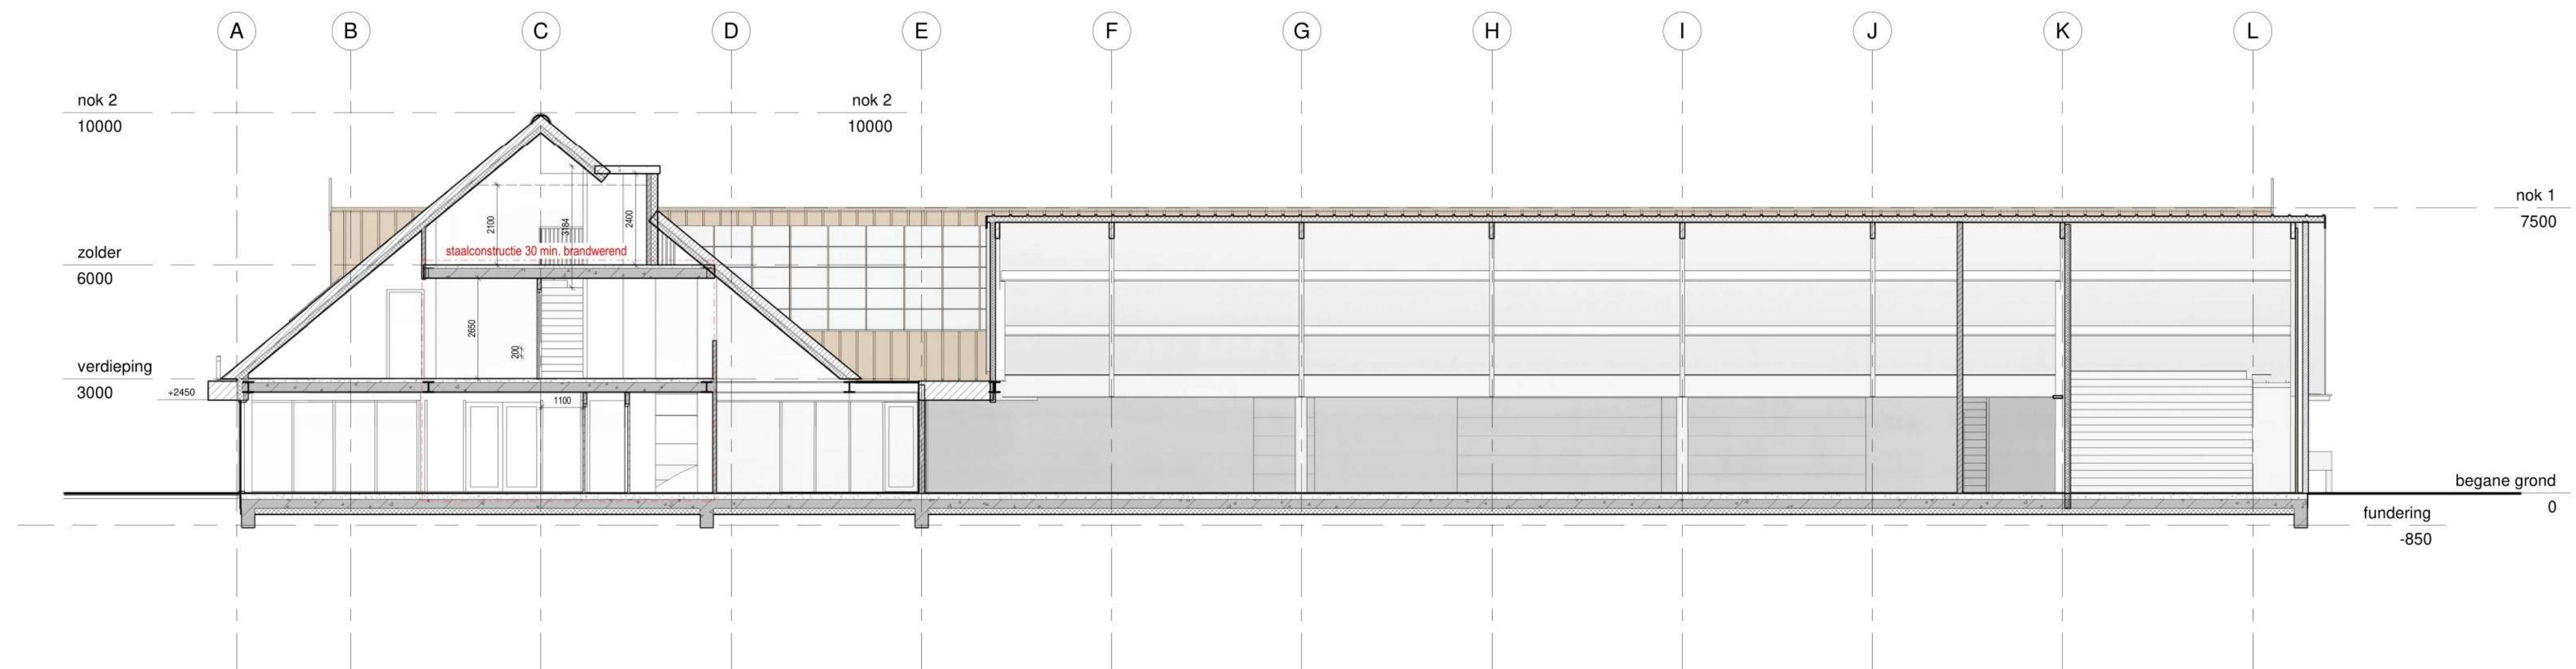 A B C D E F G H I J K L
nok 2
10000
nok 2
10000
nok 1
7500
2100
3184
2400
staalconstructie 30 min. brandwerend
zolder
6000
2650
200
verdieping
3000
+2450
1100
begane grond
0
fundering
-850